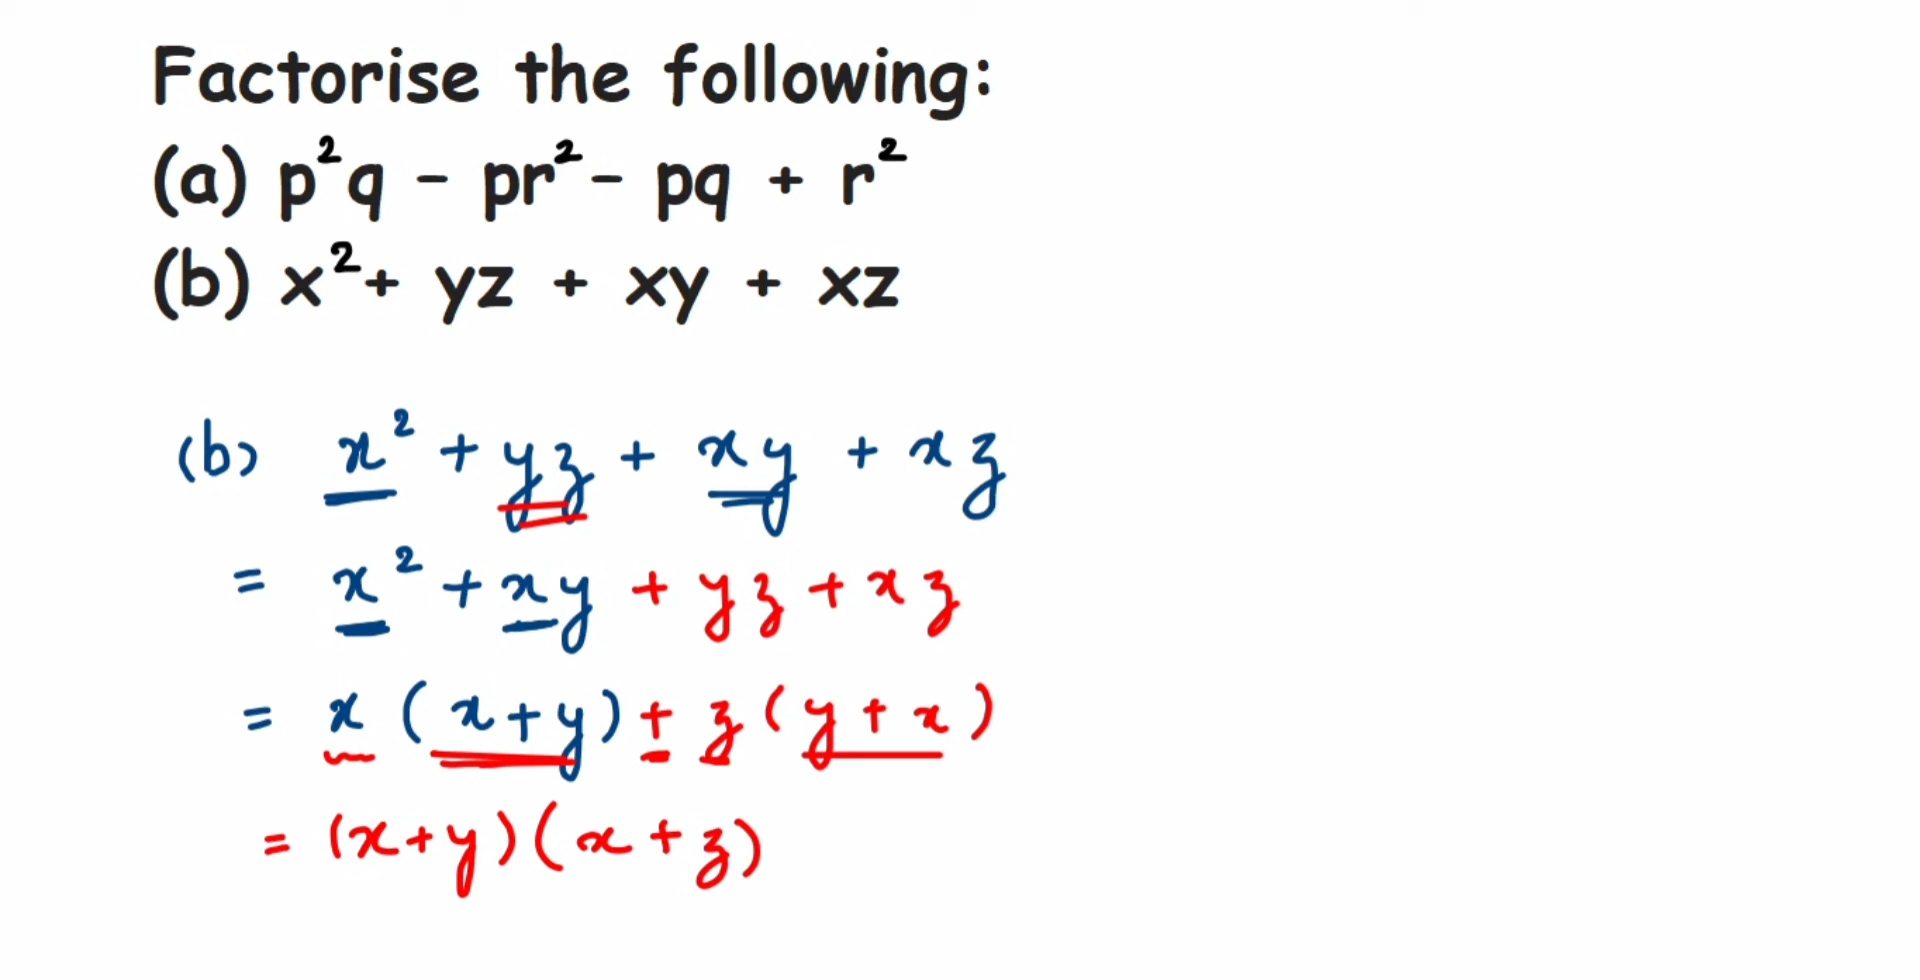 Factorise the following:
(a) p²q - pr² - pq + r²
(b) x² + yz + xy + xz
(b) x² + yz + xy + xz
= x² + xy + yz + xz
= x (x+y) + z (y + x)
= (x+y) (x + z)